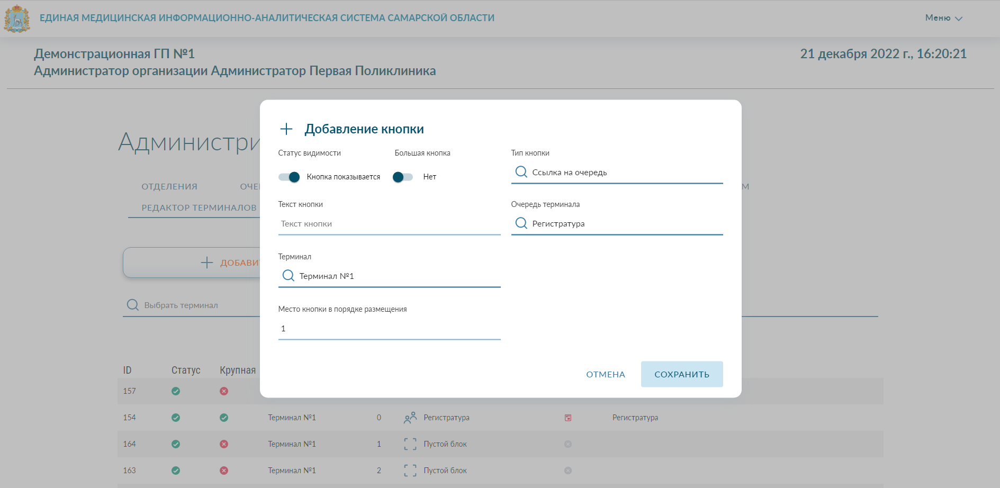 ЕДИНАЯ МЕДИЦИНСКАЯ ИНФОРМАЦИОННО-АНАЛИТИЧЕСКАЯ СИСТЕМА САМАРСКОЙ ОБЛАСТИ
Меню
Демонстрационная ГП №1
21 декабря 2022 г., 16:20:21
Администратор организации Администратор Первая Поликлиника
Администри
ОТДЕЛЕНИЯ
РЕДАКТОР ТЕРМИНАЛОВ
Выбрать терминал
Добавление кнопки
Статус видимости Большая кнопка Тип кнопки
Кнопка показывается Нет Ссылка на очередь
Текст кнопки Очередь терминала
Текст кнопки Регистратура
Терминал
Терминал №1
Место кнопки в порядке размещения
1
ОТМЕНА СОХРАНИТЬ
ID Статус Крупная
157
154 Терминал №1 0 Регистратура Регистратура
164 Терминал №1 1 Пустой блок
163 Терминал №1 2 Пустой блок